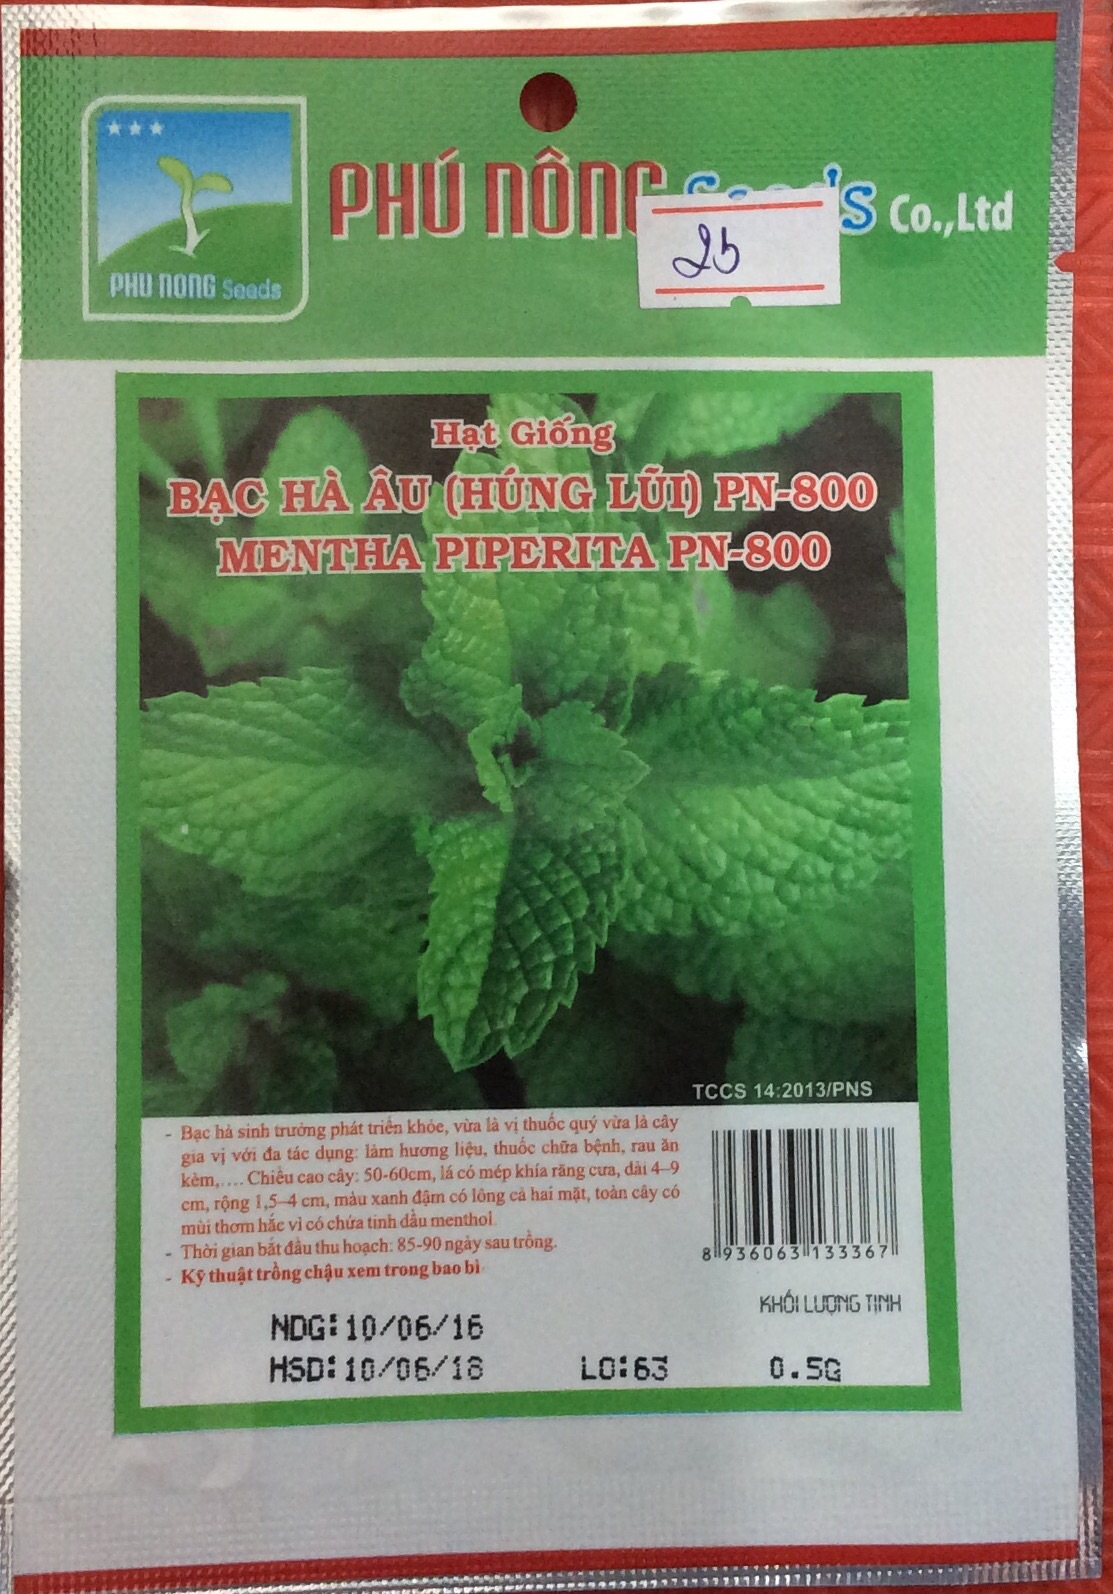 PHÚ NÔNG Seeds Co.,Ltd
PHU NONG Seeds
25
Hạt Giống
BẠC HÀ ÂU (HÚNG LŨI) PN-800
MENTHA PIPERITA PN-800
TCCS 14:2013/PNS
- Bạc hà sinh trưởng phát triển khỏe, vừa là vị thuốc quý vừa là cây
gia vị với đa tác dụng: làm hương liệu, thuốc chữa bệnh, rau ăn
kèm,.... Chiều cao cây: 50-60cm, lá có mép khía răng cưa, dài 4–9
cm, rộng 1,5–4 cm, màu xanh đậm có lông cả hai mặt, toàn cây có
mùi thơm hắc vì có chứa tinh dầu menthol.
- Thời gian bắt đầu thu hoạch: 85-90 ngày sau trồng.
- Kỹ thuật trồng chậu xem trong bao bì
8 936063 133367
KHỐI LƯỢNG TỊNH
NDG:10/06/16
HSD:10/06/18 LO:63 0.5G